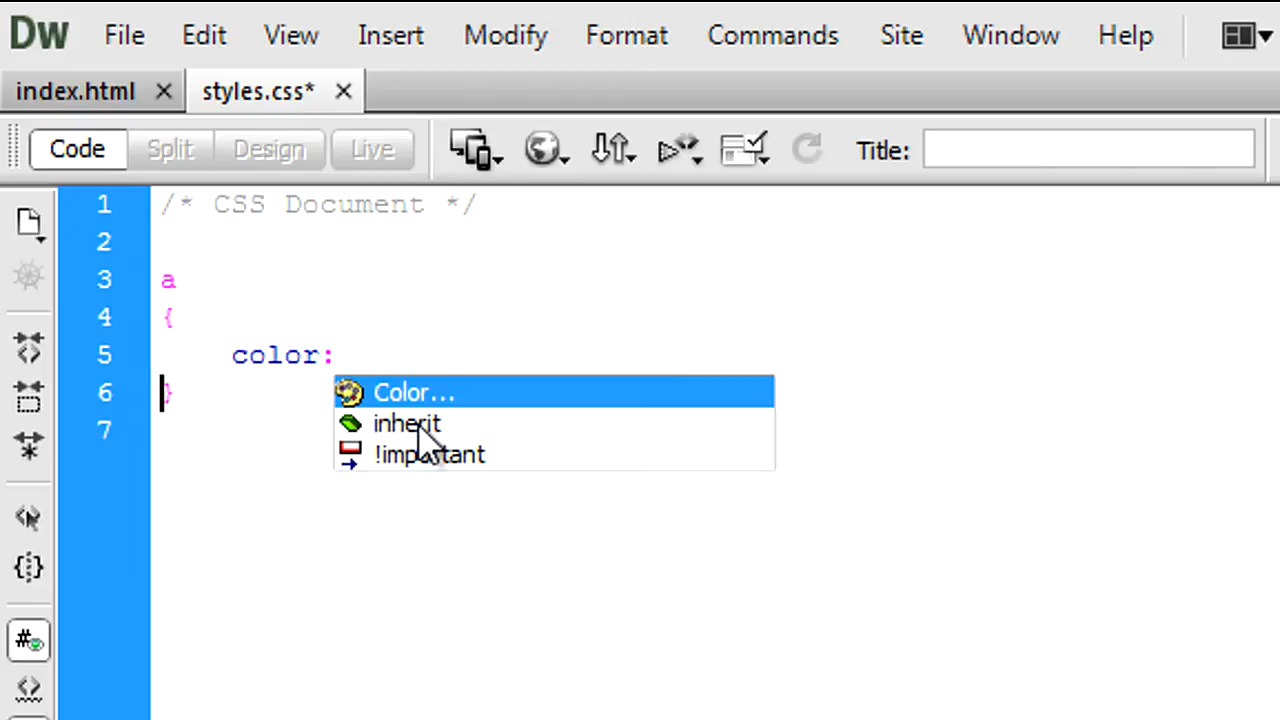 Dw File Edit View Insert Modify Format Commands Site Window Help
index.html styles.css*
Code Split Design Live Title:
1 /* CSS Document */
2
3 a
4 {
5 color:
6 }
Color...
inherit
!important
7